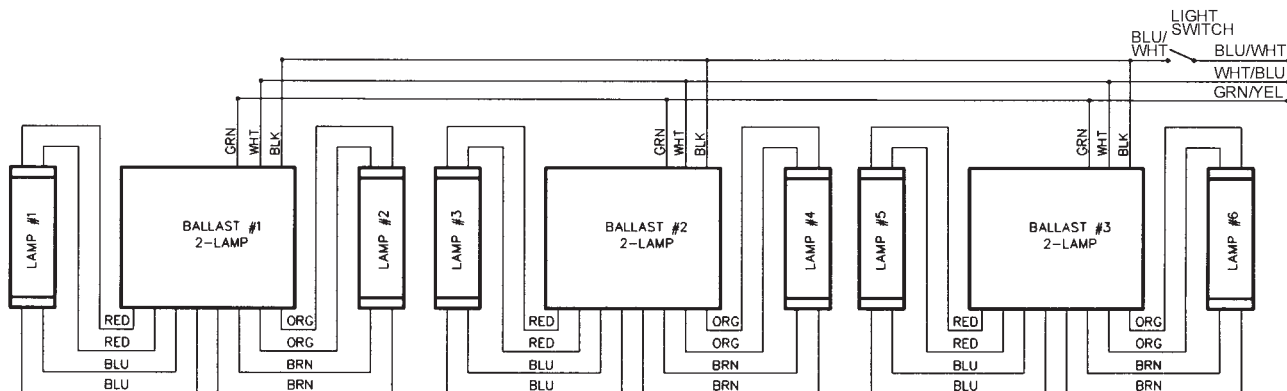 LIGHT
SWITCH
BLU/
WHT
BLU/WHT
WHT/BLU
GRN/YEL
GRN
WHT
BLK
GRN
WHT
BLK
GRN
WHT
BLK
LAMP #1
BALLAST #1
2-LAMP
LAMP #2
LAMP #3
BALLAST #2
2-LAMP
LAMP #4
LAMP #5
BALLAST #3
2-LAMP
LAMP #6
RED ORG RED ORG RED ORG
RED ORG RED ORG RED ORG
BLU BRN BLU BRN BLU BRN
BLU BRN BLU BRN BLU BRN